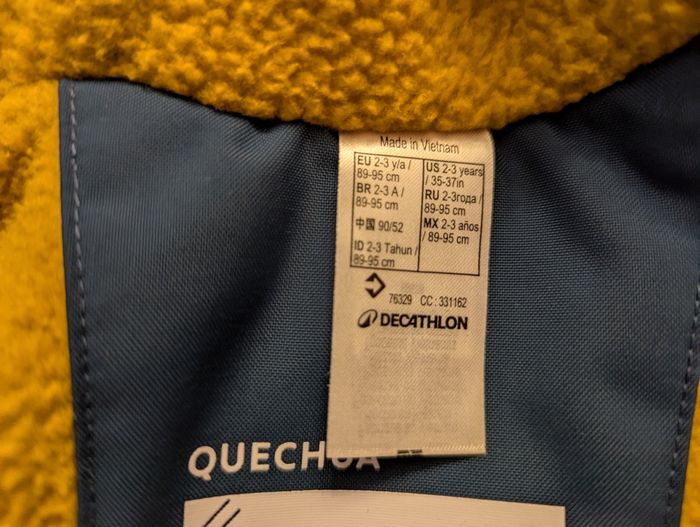 Made in Vietnam
EU 2-3 y/a /
89-95 cm
BR 2-3 A /
89-95 cm
中国 90/52
ID 2-3 Tahun /
89-95 cm
US 2-3 years
/ 35-37in
RU 2-3года /
89-95 cm
MX 2-3 años
/ 89-95 cm
76329 CC : 331162
DECATHLON
QUECHUA